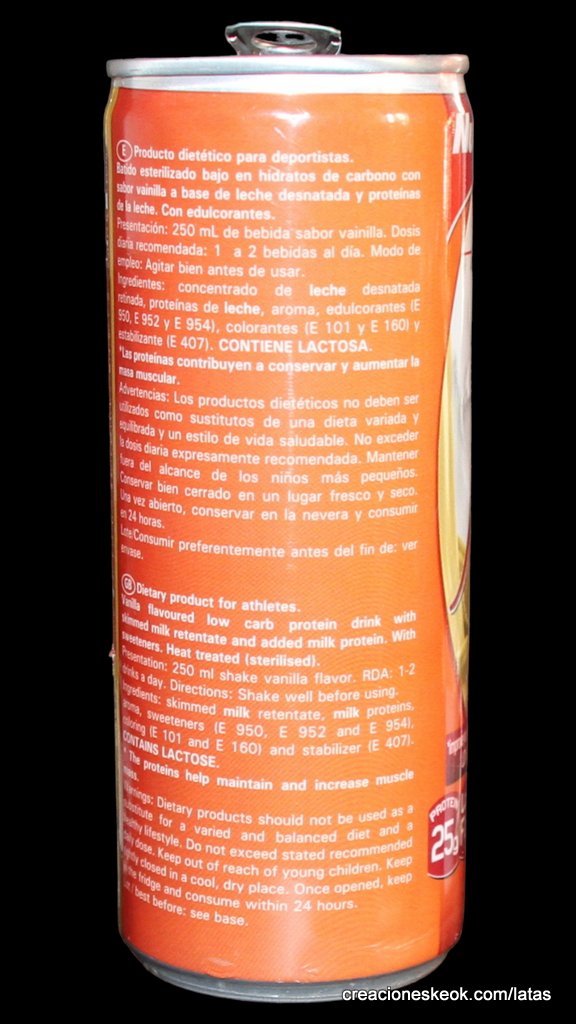 E Producto dietético para deportistas.
Batido esterilizado bajo en hidratos de carbono con
sabor vainilla a base de leche desnatada y proteínas
de la leche. Con edulcorantes.
Presentación: 250 mL de bebida sabor vainilla. Dosis
diaria recomendada: 1 a 2 bebidas al día. Modo de
empleo: Agitar bien antes de usar.
Ingredientes: concentrado de leche desnatada
retinada, proteínas de leche, aroma, edulcorantes (E
950, E 952 y E 954), colorantes (E 101 y E 160) y
estabilizante (E 407). CONTIENE LACTOSA.
*Las proteínas contribuyen a conservar y aumentar la
masa muscular.
Advertencias: Los productos dietéticos no deben ser
utilizados como sustitutos de una dieta variada y
equilibrada y un estilo de vida saludable. No exceder
la dosis diaria expresamente recomendada. Mantener
fuera del alcance de los niños más pequeños.
Conservar bien cerrado en un lugar fresco y seco.
Una vez abierto, conservar en la nevera y consumir
en 24 horas.
Lote/Consumir preferentemente antes del fin de: ver
envase.
GB Dietary product for athletes.
Vanilla flavoured low carb protein drink with
skimmed milk retentate and added milk protein. With
sweeteners. Heat treated (sterilised).
Presentation: 250 ml shake vanilla flavor. RDA: 1-2
drinks a day. Directions: Shake well before using.
Ingredients: skimmed milk retentate, milk proteins,
aroma, sweeteners (E 950, E 952 and E 954),
coloring (E 101 and E 160) and stabilizer (E 407).
CONTAINS LACTOSE.
* The proteins help maintain and increase muscle
mass.
Warnings: Dietary products should not be used as a
substitute for a varied and balanced diet and a
healthy lifestyle. Do not exceed stated recommended
daily dose. Keep out of reach of young children. Keep
tightly closed in a cool, dry place. Once opened, keep
in the fridge and consume within 24 hours.
Lot / best before: see base.
PROTEIN
25g
creacioneskeok.com/latas